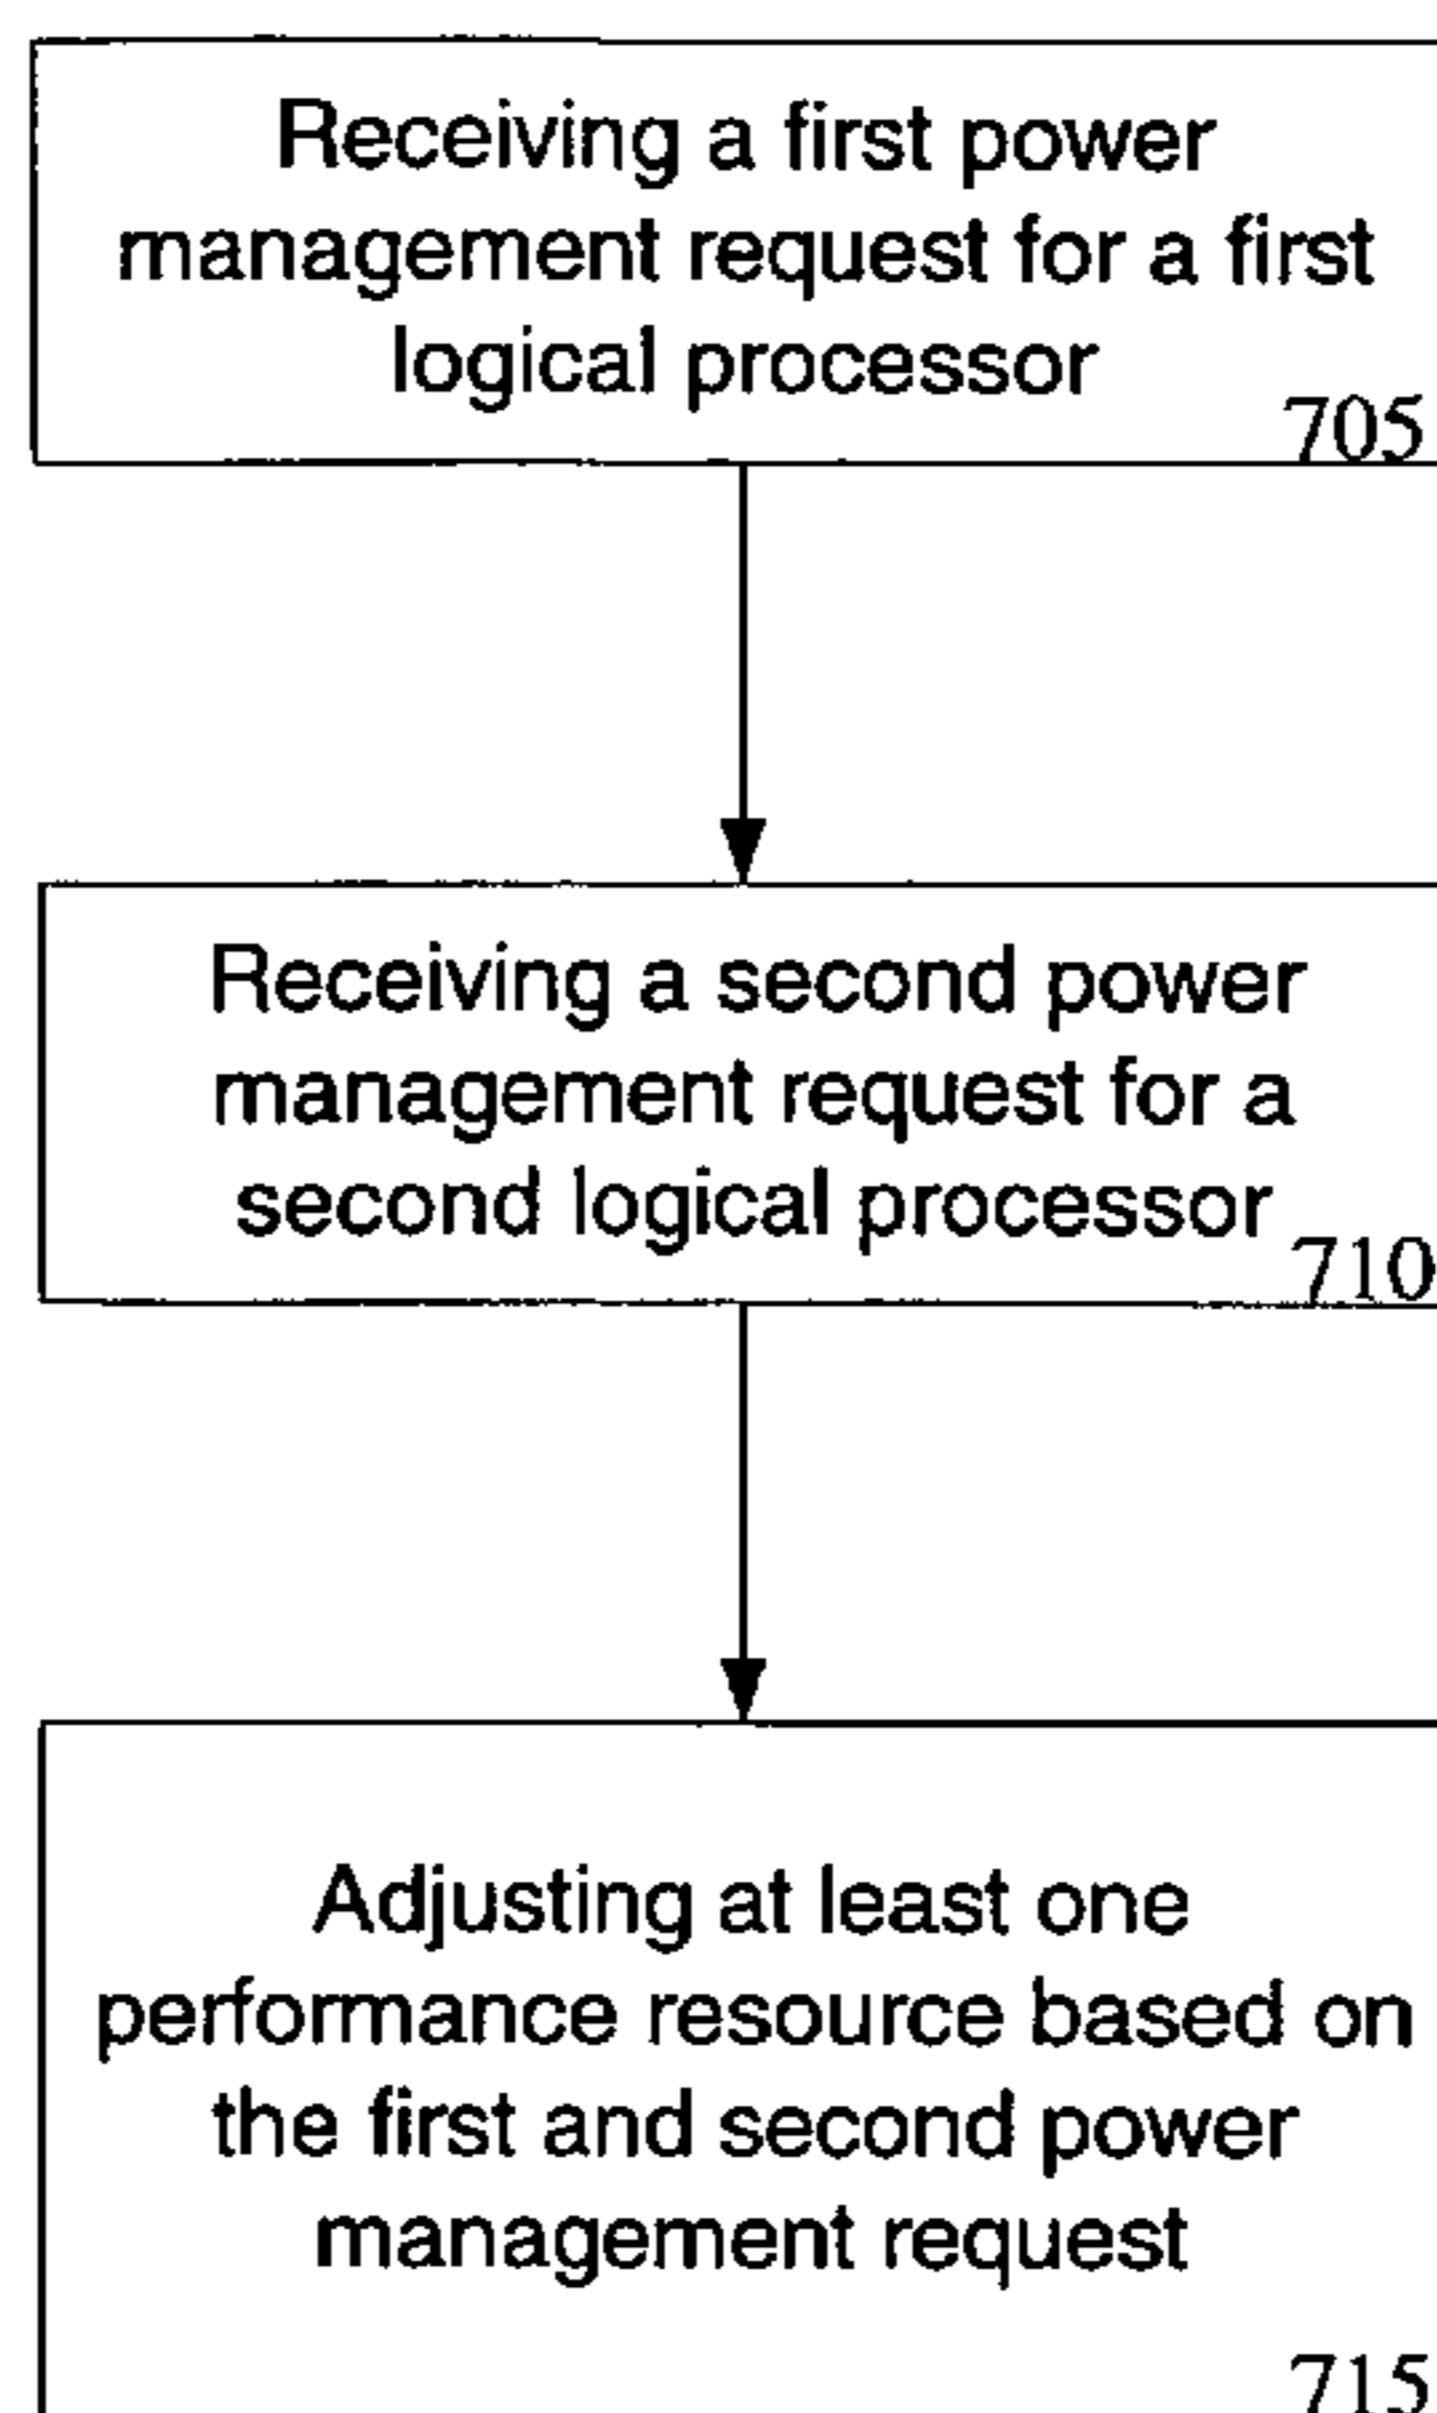 Receiving a first power
management request for a first
logical processor
705
Receiving a second power
management request for a
second logical processor
710
Adjusting at least one
performance resource based on
the first and second power
management request
715